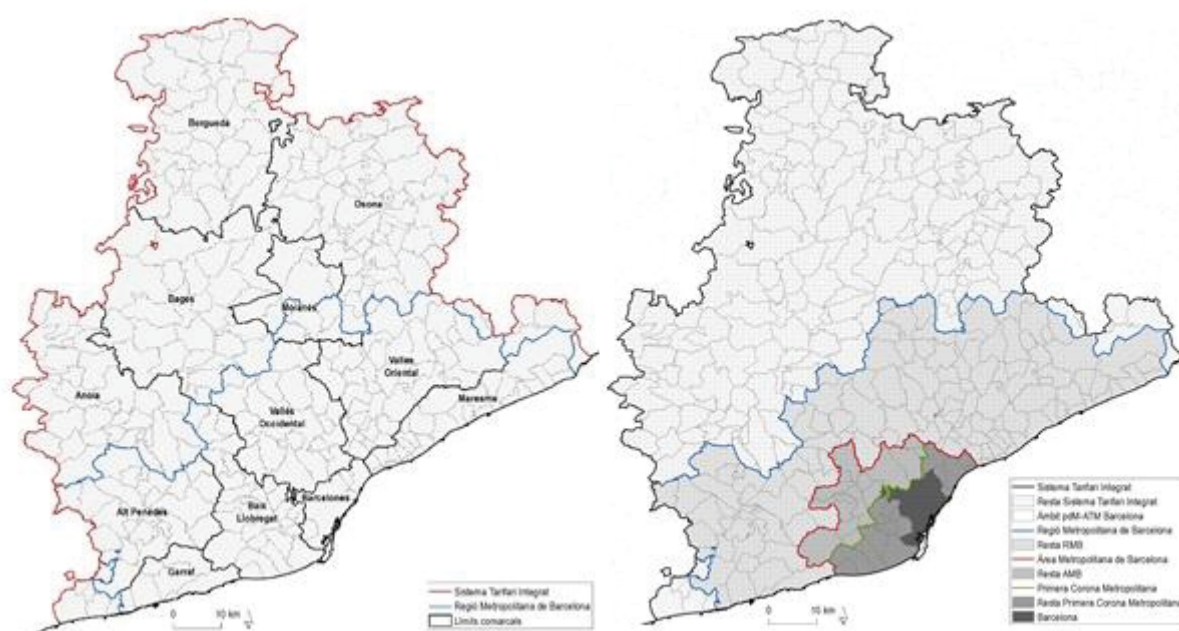 Berguedà
Osona
Bages
Moianès
Vallès
Oriental
Maresme
Anoia
Vallès
Occidental
Barcelonès
Baix
Llobregat
Alt Penedès
Garraf
0 10 km
Sistema Tarifari Integrat
Regió Metropolitana de Barcelona
Límits comarcals
0 10 km
Sistema Tarifari Integrat
Resta Sistema Tarifari Integrat
Àmbit pdM-ATM Barcelona
Regió Metropolitana de Barcelona
Resta RMB
Àrea Metropolitana de Barcelona
Resta AMB
Primera Corona Metropolitana
Resta Primera Corona Metropolitana
Barcelona